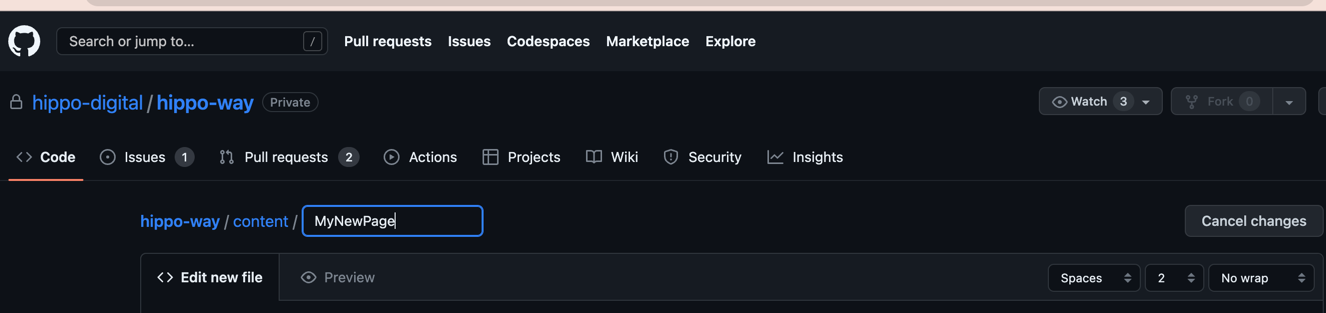 Search or jump to... /
Pull requests Issues Codespaces Marketplace Explore
hippo-digital / hippo-way Private
Watch 3 Fork 0
Code Issues 1 Pull requests 2 Actions Projects Wiki Security Insights
hippo-way / content / MyNewPage
Cancel changes
<> Edit new file Preview
Spaces 2 No wrap